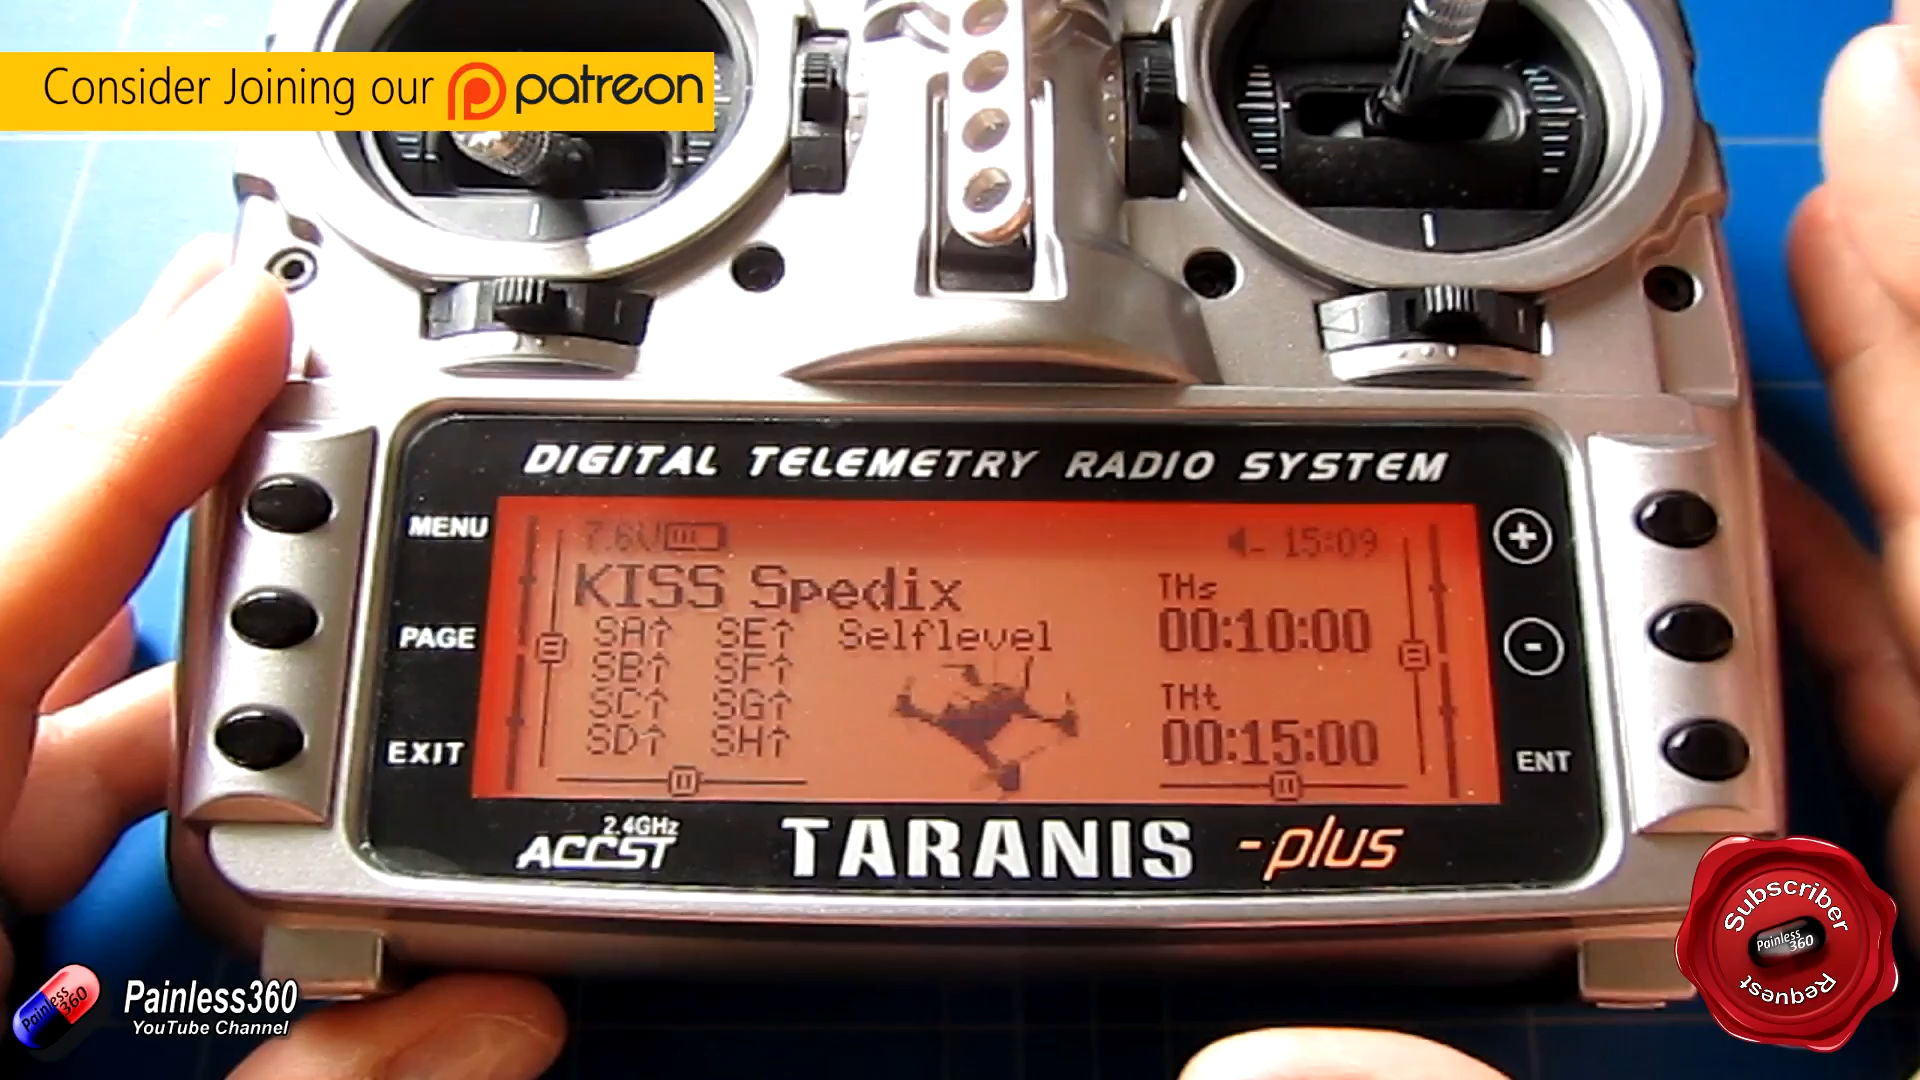 Consider Joining our patreon
DIGITAL TELEMETRY RADIO SYSTEM
MENU
PAGE
EXIT
7.6V
15:09
KISS Spedix
SA↑ SE↑ Selflevel
SB↑ SF↑
SC↑ SG↑
SD↑ SH↑
THs
00:10:00
THt
00:15:00
+
-
ENT
2.4GHz
ACCST
TARANIS -plus
Painless360
Painless360
YouTube Channel
Subscriber
Painless360
Request